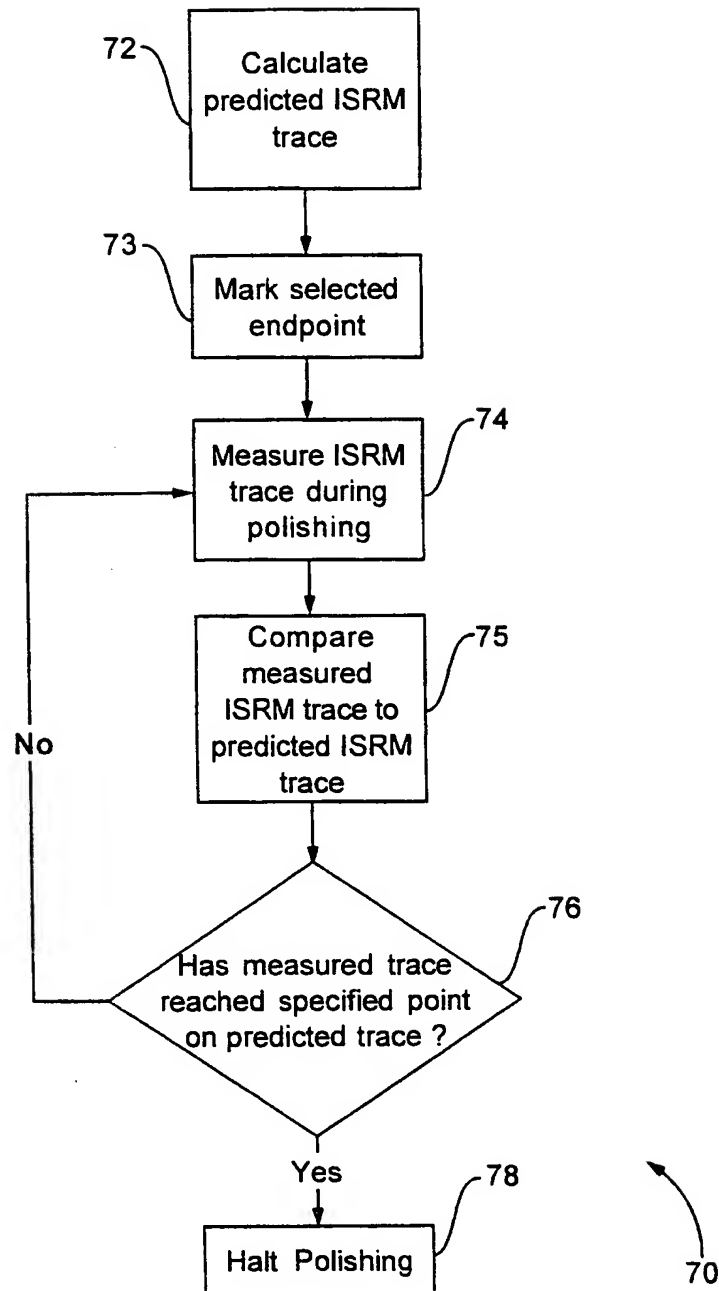 72
Calculate
predicted ISRM
trace
73
Mark selected
endpoint
74
Measure ISRM
trace during
polishing
75
Compare
measured
ISRM trace to
predicted ISRM
trace
No
76
Has measured trace
reached specified point
on predicted trace ?
Yes
78
Halt Polishing
70